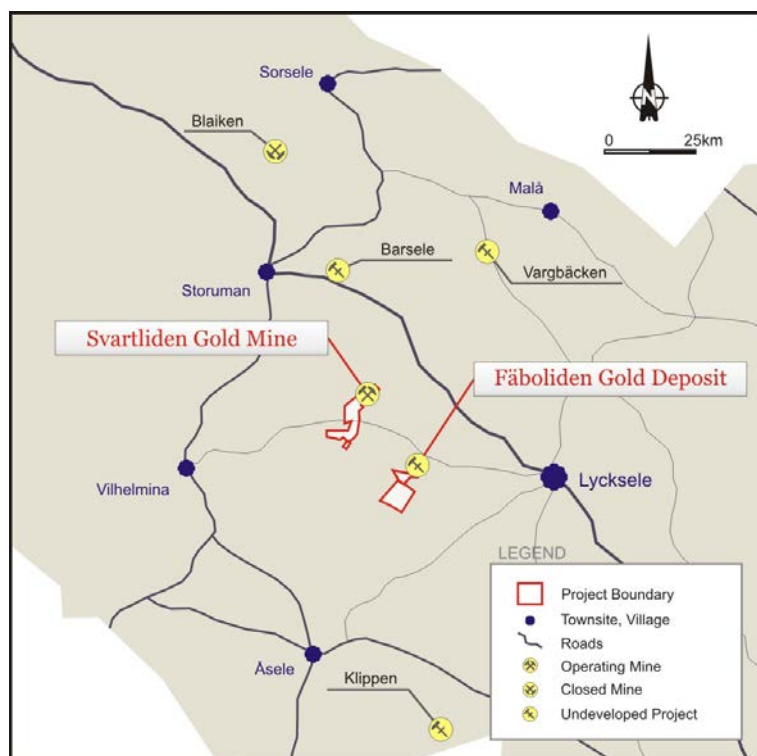 Sorsele
Blaiken
N
0 25km
Malå
Barsele
Vargbäcken
Storuman
Svartliden Gold Mine
Fäboliden Gold Deposit
Vilhelmina
Lycksele
LEGEND
Project Boundary
Townsite, Village
Roads
Operating Mine
Closed Mine
Undeveloped Project
Åsele
Klippen